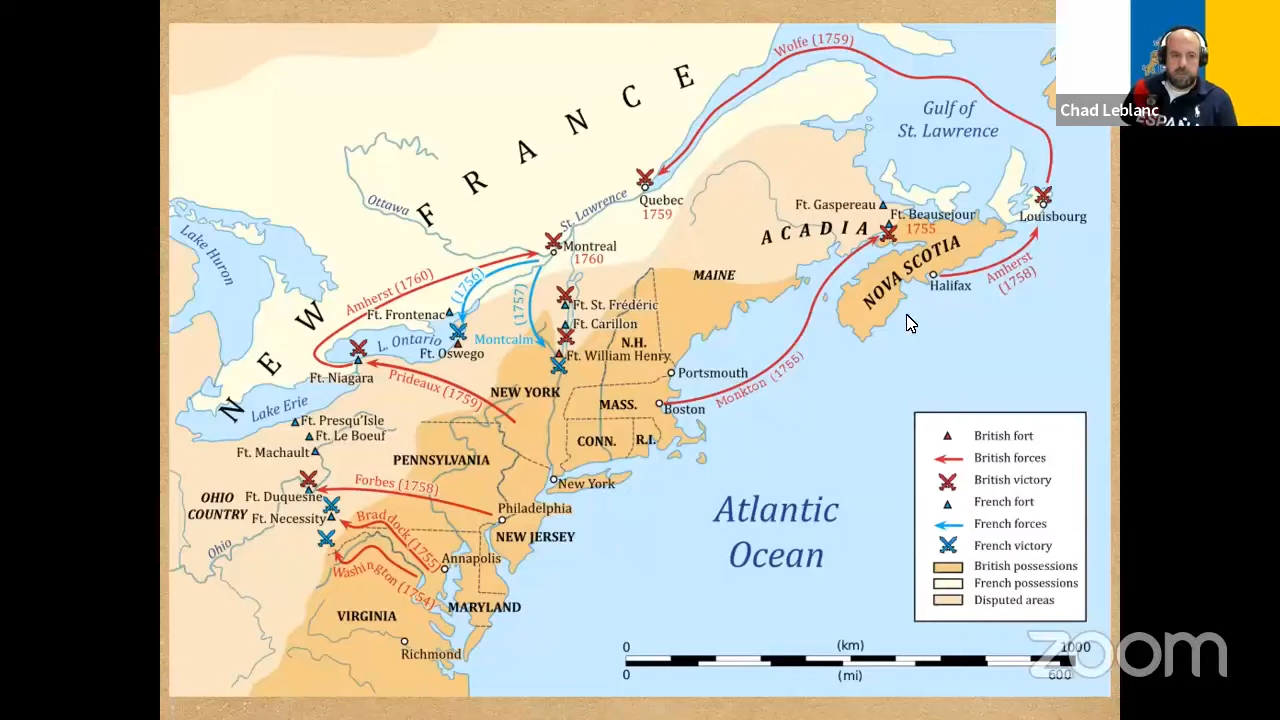 Wolfe (1759)
Chad Leblanc
ESPAÑA
Gulf of
St. Lawrence
NEW FRANCE
Ottawa
St. Lawrence
Quebec
1759
Ft. Gaspereau
Ft. Beausejour
1755
Louisbourg
ACADIA
NOVA SCOTIA
Halifax
Amherst
(1758)
Lake Huron
Montreal
1760
Amherst (1760)
(1756)
(1757)
MAINE
Ft. St. Frédéric
Ft. Frontenac
Ft. Carillon
L. Ontario
Montcalm
N.H.
Ft. Oswego
Ft. William Henry
Ft. Niagara
Prideaux (1759)
Portsmouth
Monkton (1755)
NEW YORK
MASS.
Boston
Lake Erie
Ft. Presqu'Isle
Ft. Le Boeuf
CONN.
R.I.
Ft. Machault
PENNSYLVANIA
Forbes (1758)
New York
OHIO
COUNTRY
Ft. Duquesne
Ft. Necessity
Braddock (1755)
Philadelphia
NEW JERSEY
Ohio
Annapolis
Washington (1754)
MARYLAND
VIRGINIA
Richmond
Atlantic
Ocean
British fort
British forces
British victory
French fort
French forces
French victory
British possessions
French possessions
Disputed areas
0 (km) 1000
0 (mi) 600
zoom